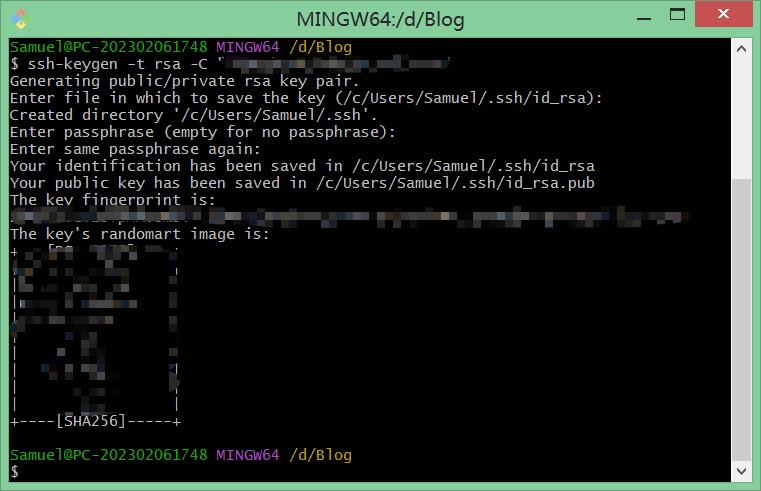 MINGW64:/d/Blog
Samuel@PC-202302061748 MINGW64 /d/Blog
$ ssh-keygen -t rsa -C "
Generating public/private rsa key pair.
Enter file in which to save the key (/c/Users/Samuel/.ssh/id_rsa):
Created directory '/c/Users/Samuel/.ssh'.
Enter passphrase (empty for no passphrase):
Enter same passphrase again:
Your identification has been saved in /c/Users/Samuel/.ssh/id_rsa
Your public key has been saved in /c/Users/Samuel/.ssh/id_rsa.pub
The key fingerprint is:
The key's randomart image is:
+----[SHA256]-----+
Samuel@PC-202302061748 MINGW64 /d/Blog
$